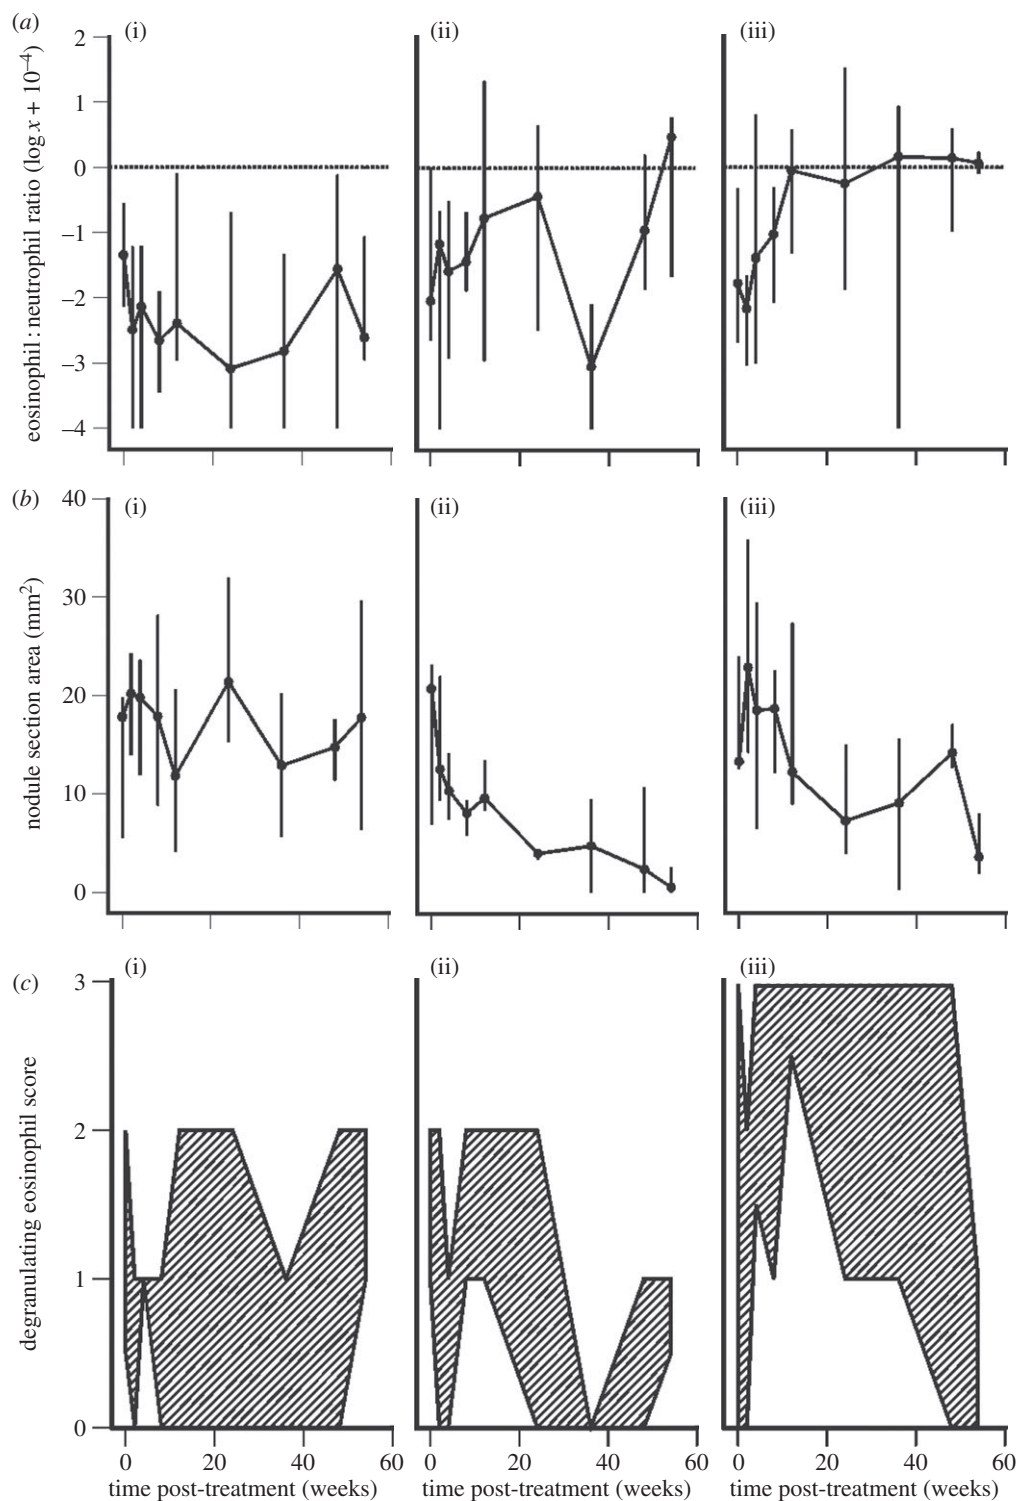 (a)
(i)
(ii)
(iii)
eosinophil : neutrophil ratio (log x + 10⁻⁴)
2
1
0
–1
–2
–3
–4
(b)
(i)
(ii)
(iii)
nodule section area (mm²)
40
30
20
10
0
(c)
(i)
(ii)
(iii)
degranulating eosinophil score
3
2
1
0
0 20 40 60
0 20 40 60
0 20 40 60
time post-treatment (weeks)
time post-treatment (weeks)
time post-treatment (weeks)